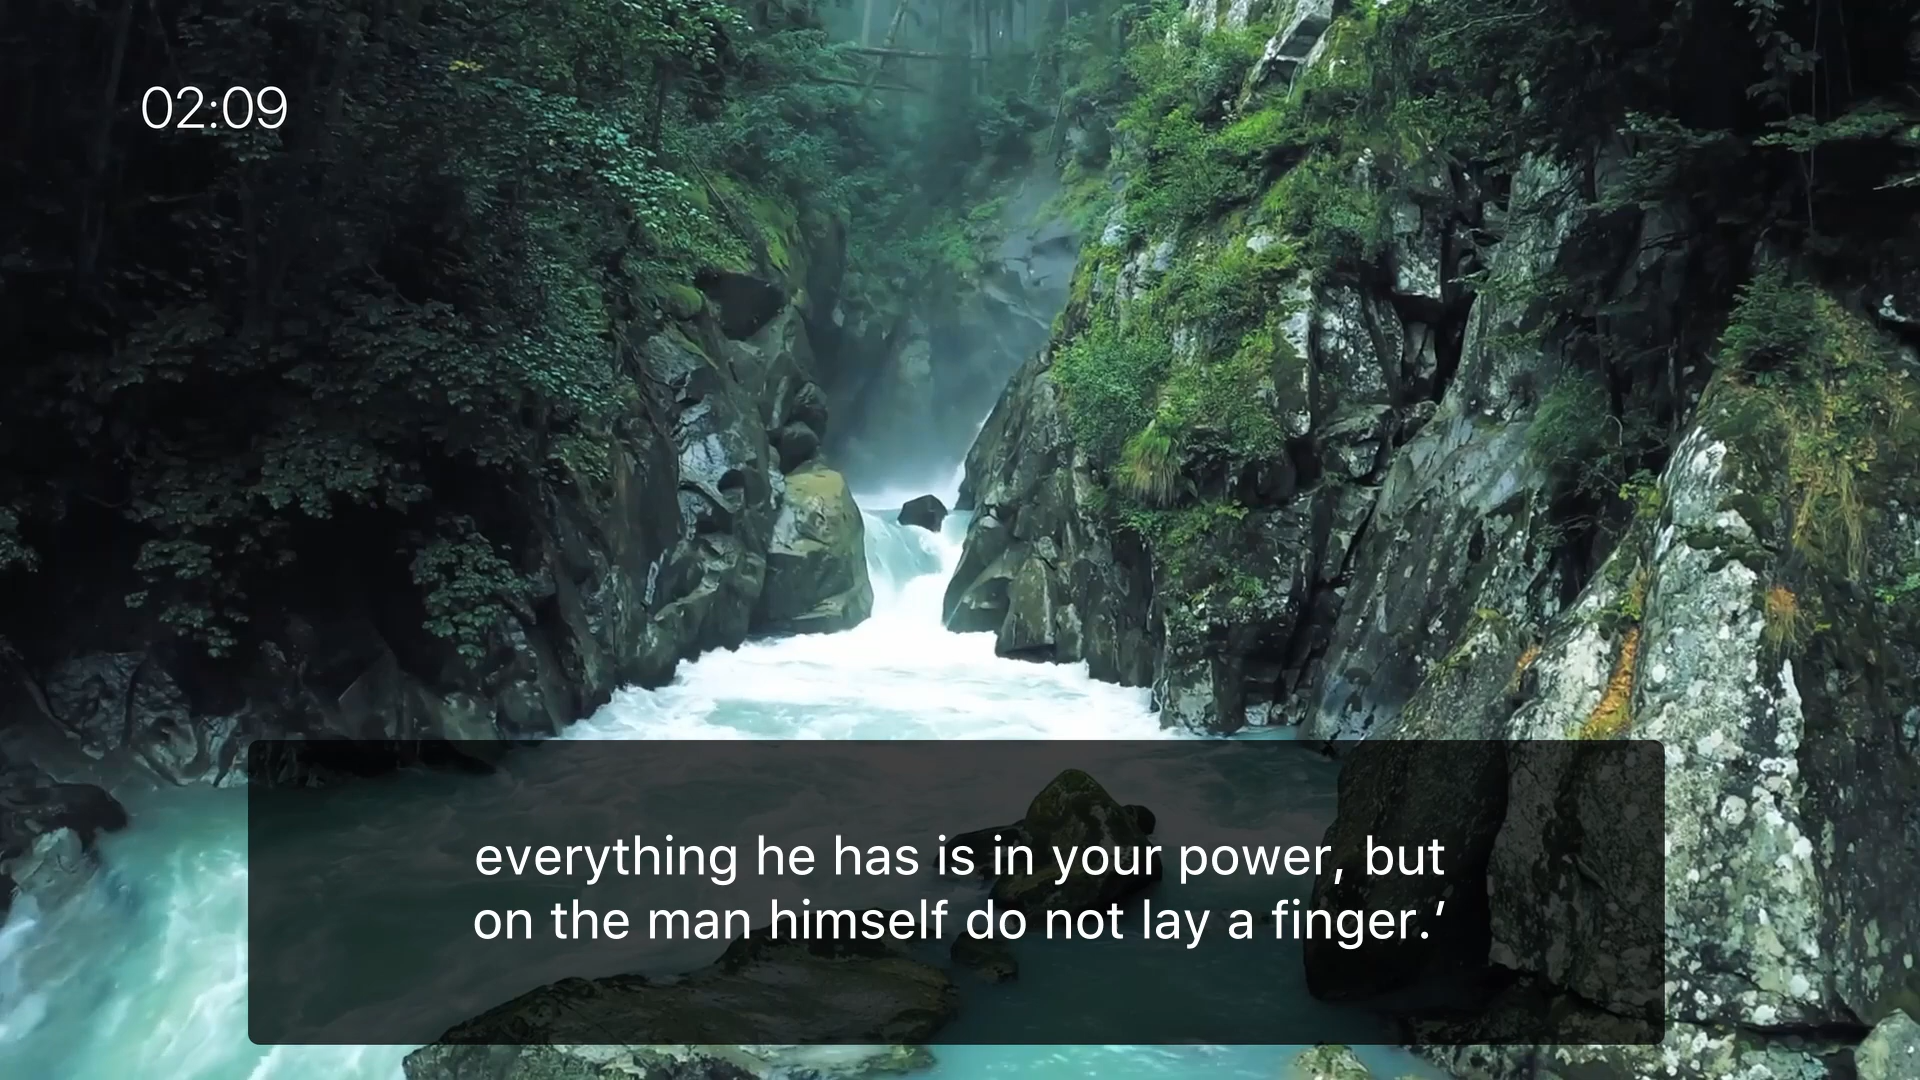 02:09
everything he has is in your power, but
on the man himself do not lay a finger.’